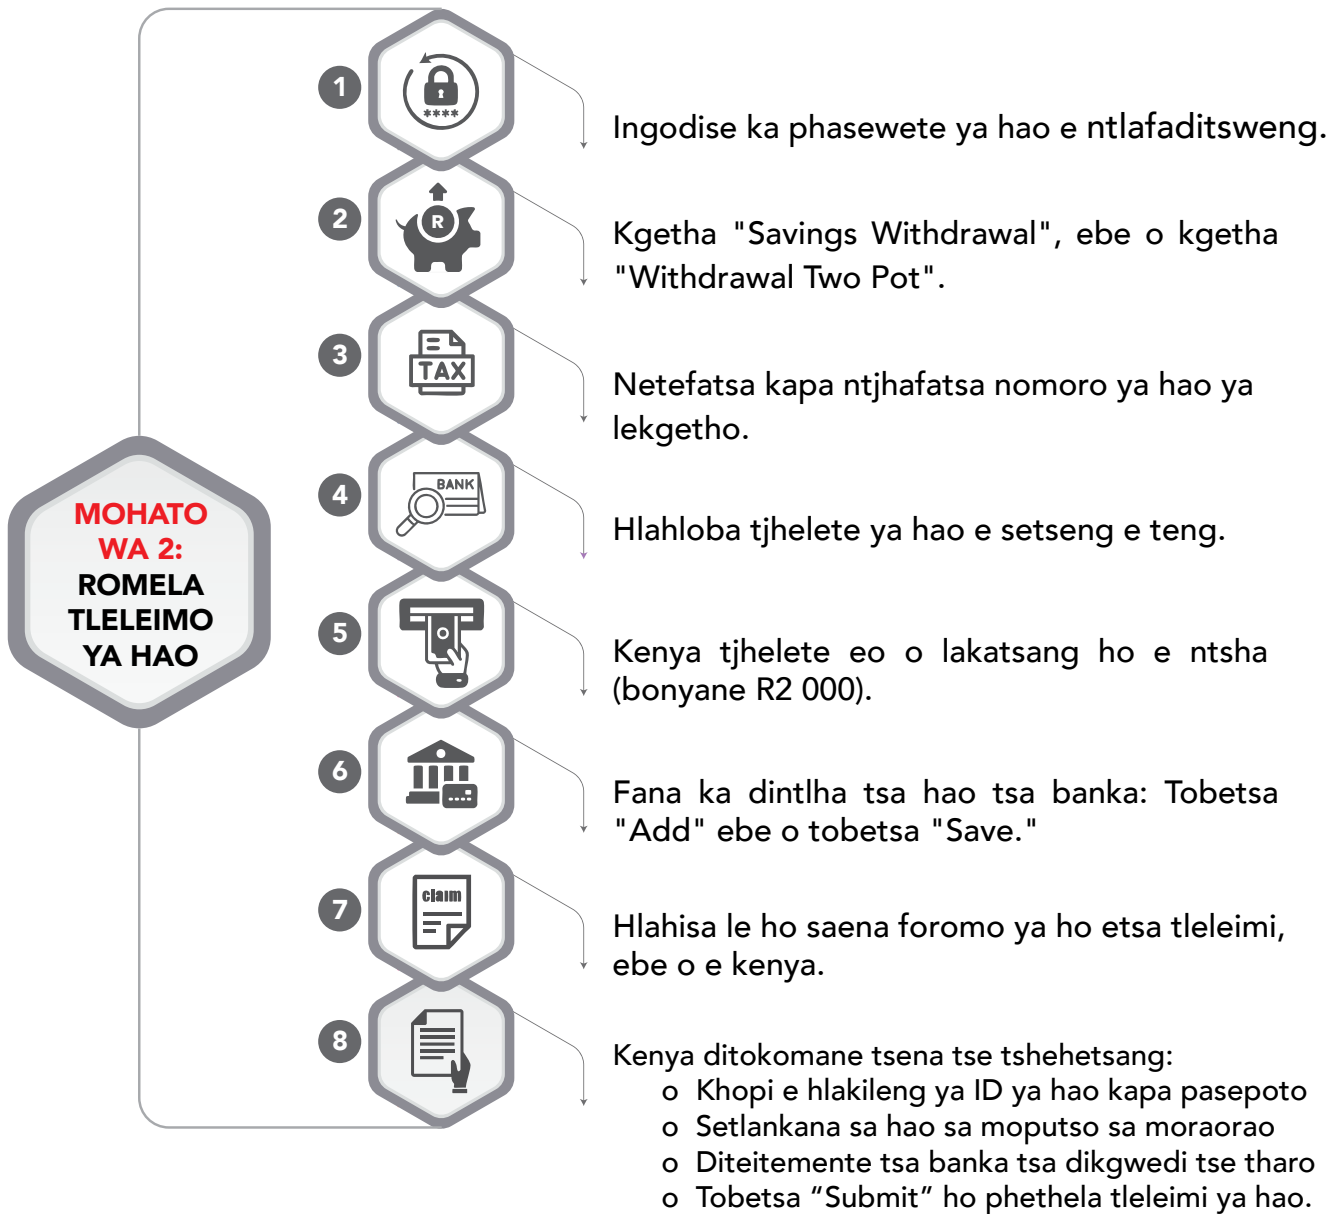 MOHATO
WA 2:
ROMELA
TLELEIMO
YA HAO
1
****
Ingodise ka phasewete ya hao e ntlafaditsweng.
2
R
Kgetha "Savings Withdrawal", ebe o kgetha
"Withdrawal Two Pot".
3
TAX
Netefatsa kapa ntjhafatsa nomoro ya hao ya
lekgetho.
4
BANK
Hlahloba tjhelete ya hao e setseng e teng.
5
Kenya tjhelete eo o lakatsang ho e ntsha
(bonyane R2 000).
6
Fana ka dintlha tsa hao tsa banka: Tobetsa
"Add" ebe o tobetsa "Save."
7
claim
Hlahisa le ho saena foromo ya ho etsa tleleimi,
ebe o e kenya.
8
Kenya ditokomane tsena tse tshehetsang:
o Khopi e hlakileng ya ID ya hao kapa pasepoto
o Setlankana sa hao sa moputso sa moraorao
o Diteitemente tsa banka tsa dikgwedi tse tharo
o Tobetsa “Submit” ho phethela tleleimi ya hao.